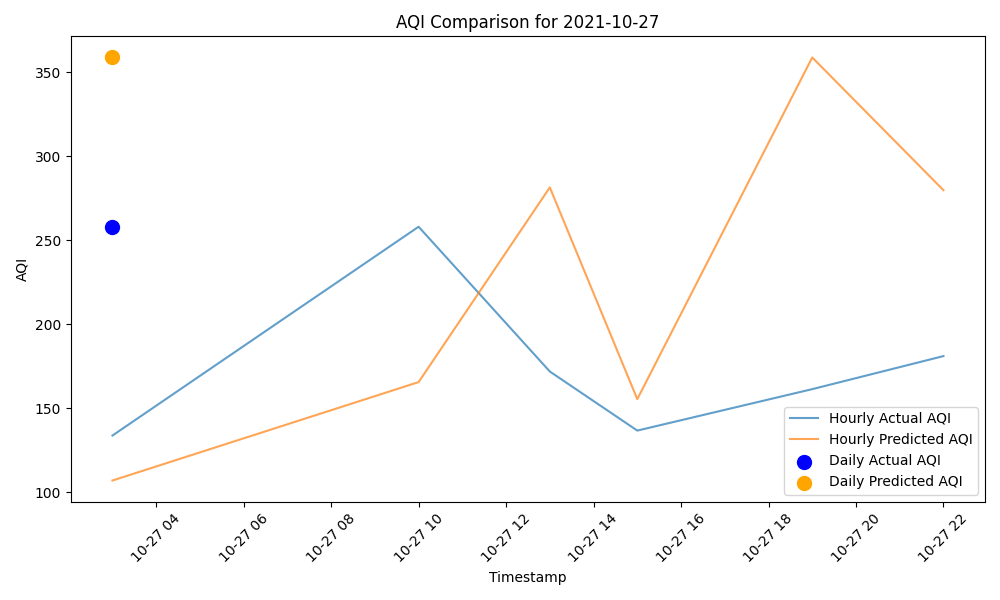 AQI Comparison for 2021-10-27
AQI
350
300
250
200
150
100
Hourly Actual AQI
Hourly Predicted AQI
Daily Actual AQI
Daily Predicted AQI
10-27 04
10-27 06
10-27 08
10-27 10
10-27 12
10-27 14
10-27 16
10-27 18
10-27 20
10-27 22
Timestamp